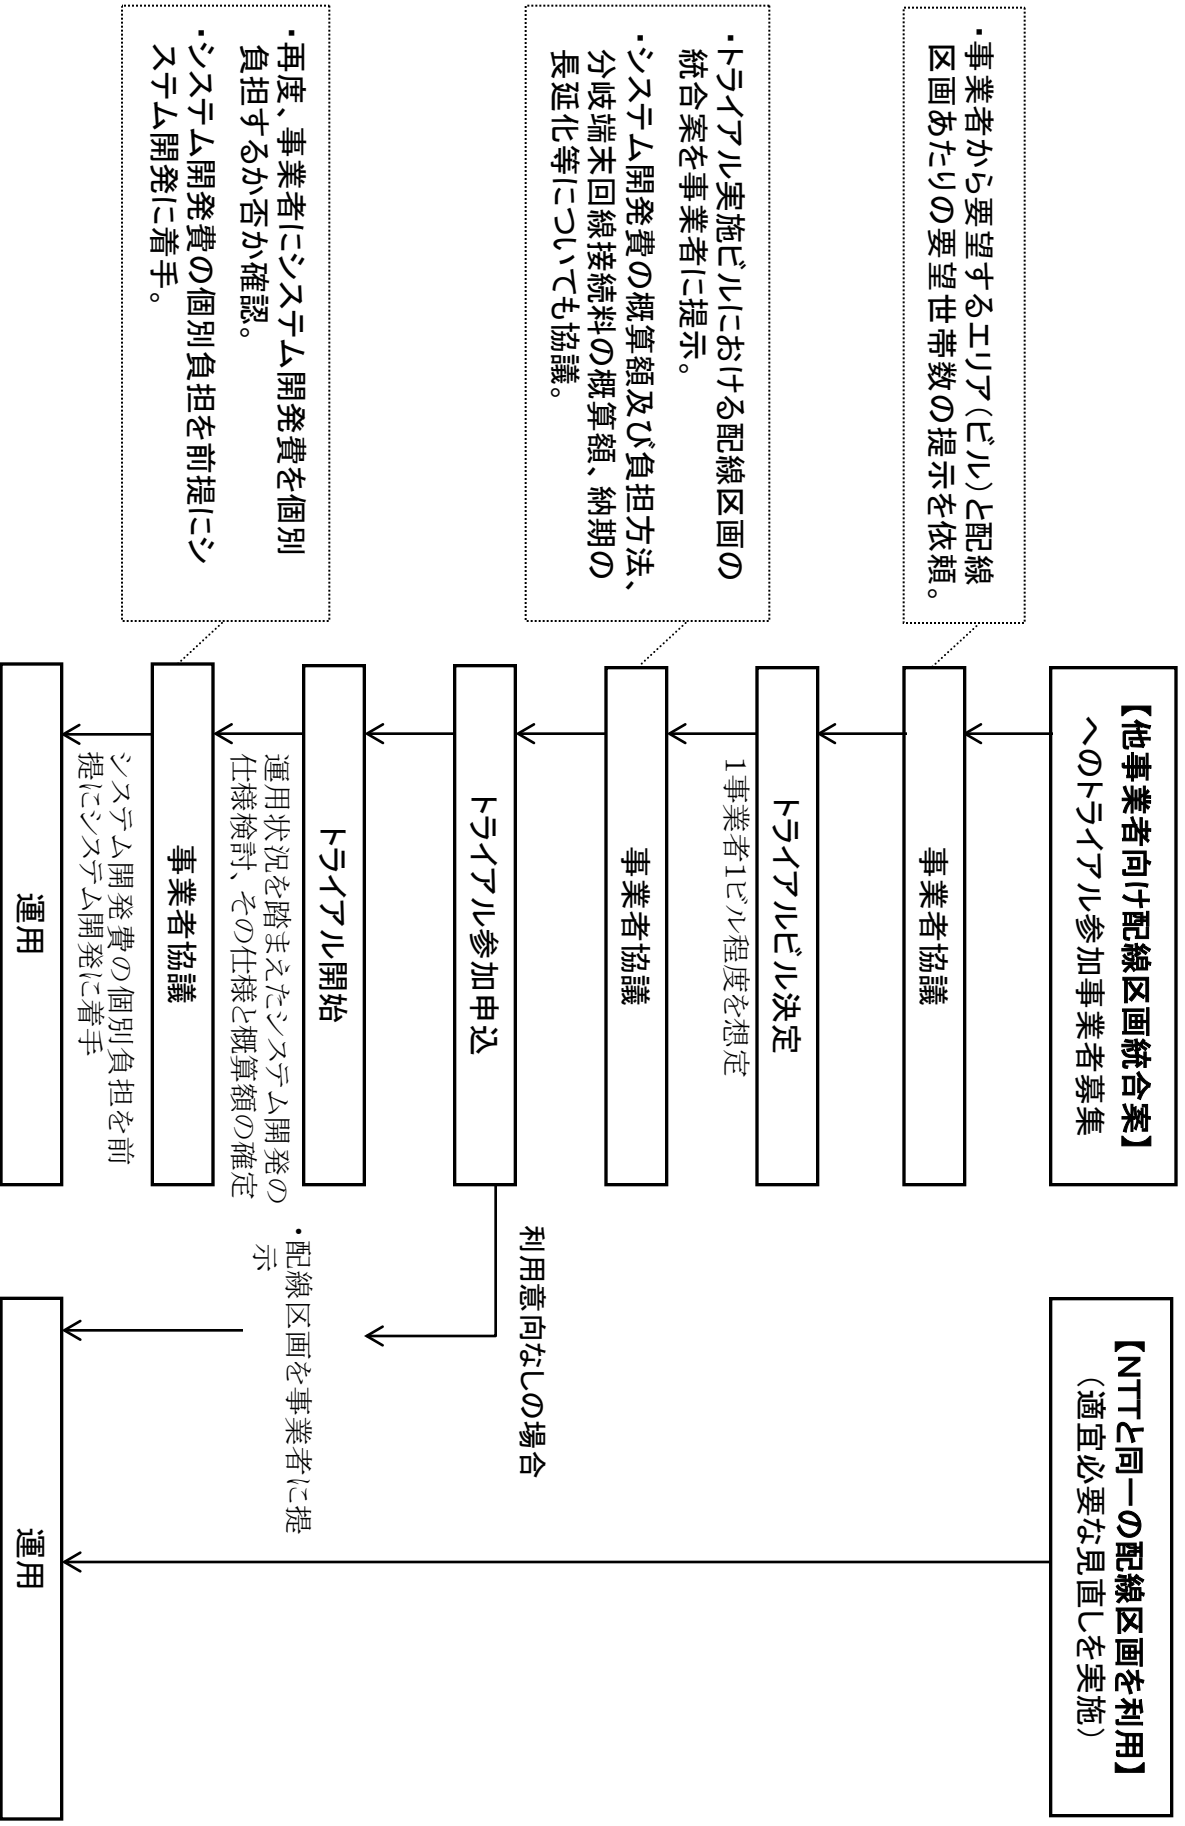 【他事業者向け配線区画統合案】
へのトライアル参加事業者募集
【NTTと同一の配線区画を利用】
（適宜必要な見直しを実施）
・事業者から要望するエリア（ビル）と配線
区画あたりの要望世帯数の提示を依頼。
事業者協議
トライアルビル決定
1事業者1ビル程度を想定
・トライアル実施ビルにおける配線区画の
統合案を事業者に提示。
・システム開発費の概算額及び負担方法、
分岐端末回線接続料の概算額、納期の
長延化等についても協議。
事業者協議
トライアル参加申込
利用意向なしの場合
トライアル開始
・配線区画を事業者に提
示
運用状況を踏まえたシステム開発の
仕様検討、その仕様と概算額の確定
・再度、事業者にシステム開発費を個別
負担するか否か確認。
・システム開発費の個別負担を前提にシ
ステム開発に着手。
事業者協議
システム開発費の個別負担を前
提にシステム開発に着手
運用
運用